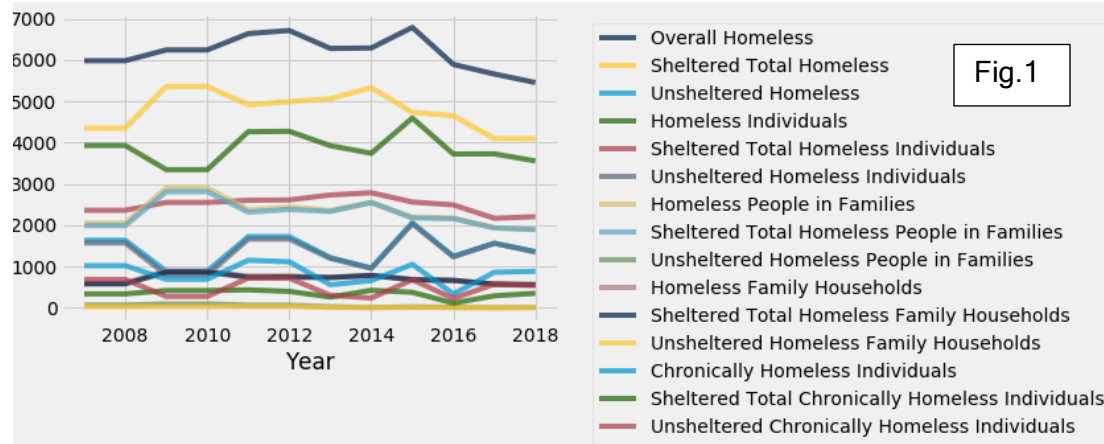 7000
6000
5000
4000
3000
2000
1000
0
2008 2010 2012 2014 2016 2018
Year
Overall Homeless
Sheltered Total Homeless
Unsheltered Homeless
Homeless Individuals
Sheltered Total Homeless Individuals
Unsheltered Homeless Individuals
Homeless People in Families
Sheltered Total Homeless People in Families
Unsheltered Homeless People in Families
Homeless Family Households
Sheltered Total Homeless Family Households
Unsheltered Homeless Family Households
Chronically Homeless Individuals
Sheltered Total Chronically Homeless Individuals
Unsheltered Chronically Homeless Individuals
Fig.1